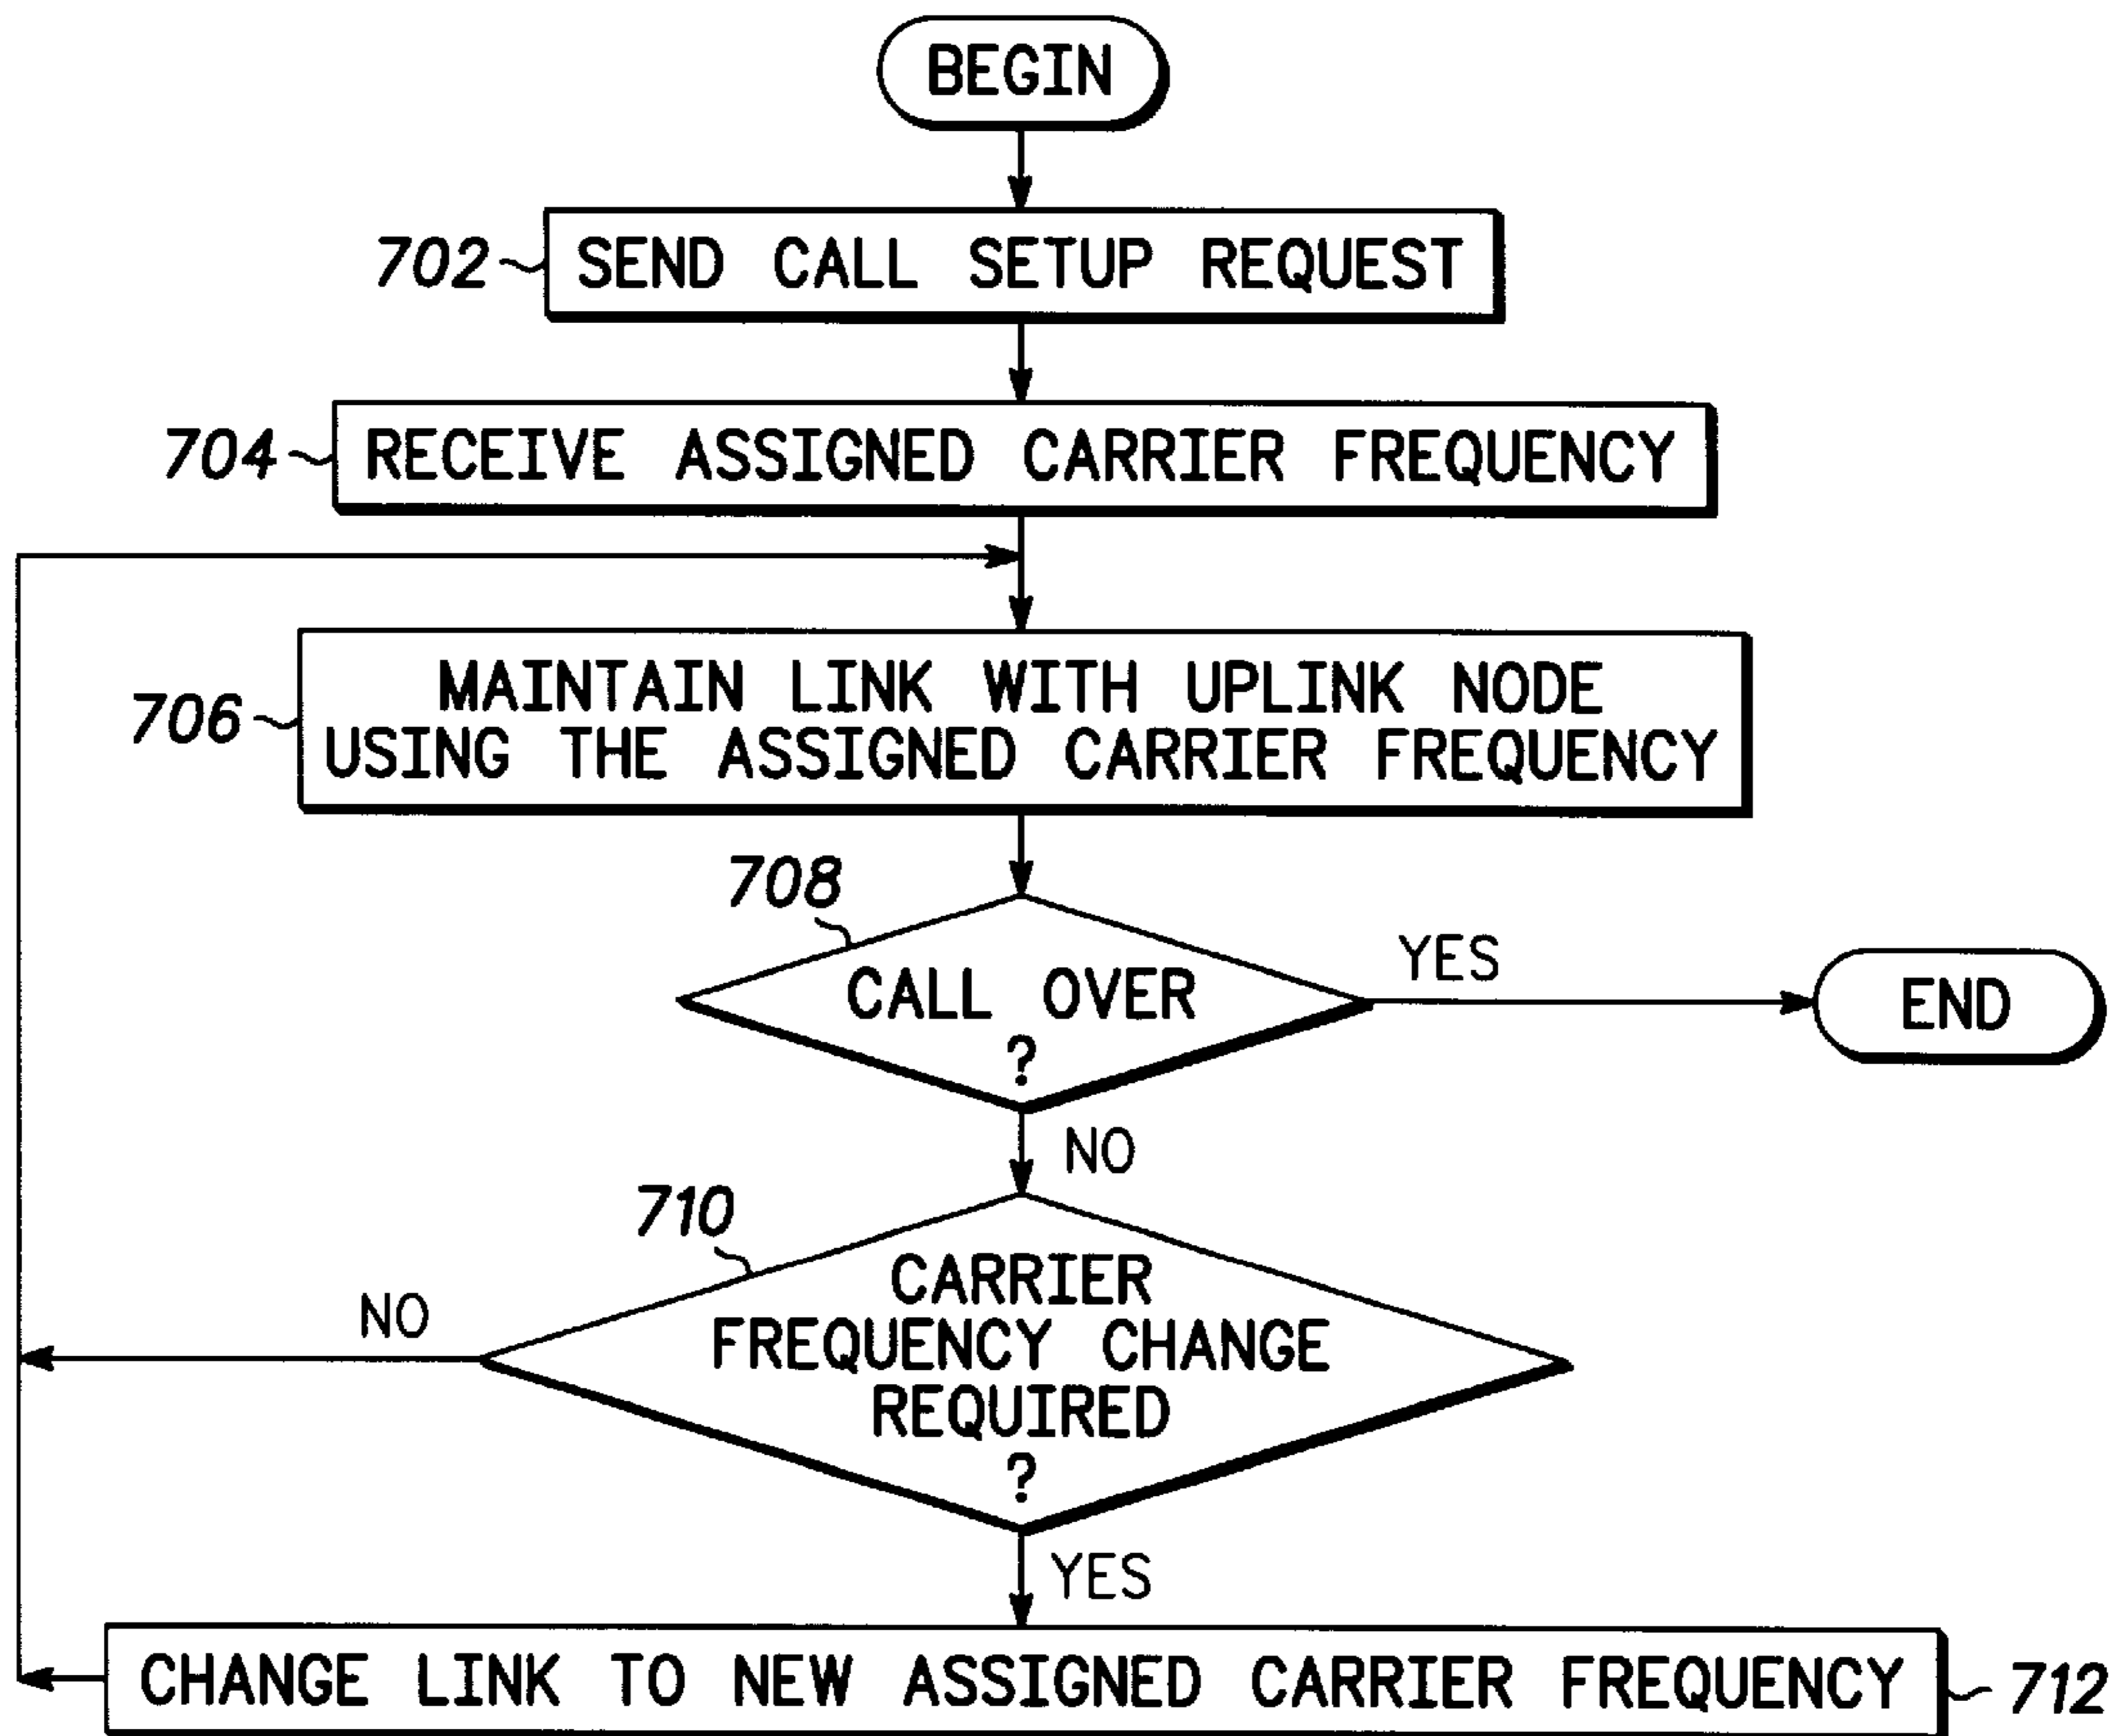 BEGIN
702
SEND CALL SETUP REQUEST
704
RECEIVE ASSIGNED CARRIER FREQUENCY
706
MAINTAIN LINK WITH UPLINK NODE
USING THE ASSIGNED CARRIER FREQUENCY
708
CALL OVER
?
YES
END
NO
710
CARRIER
FREQUENCY CHANGE
REQUIRED
?
NO
YES
CHANGE LINK TO NEW ASSIGNED CARRIER FREQUENCY
712